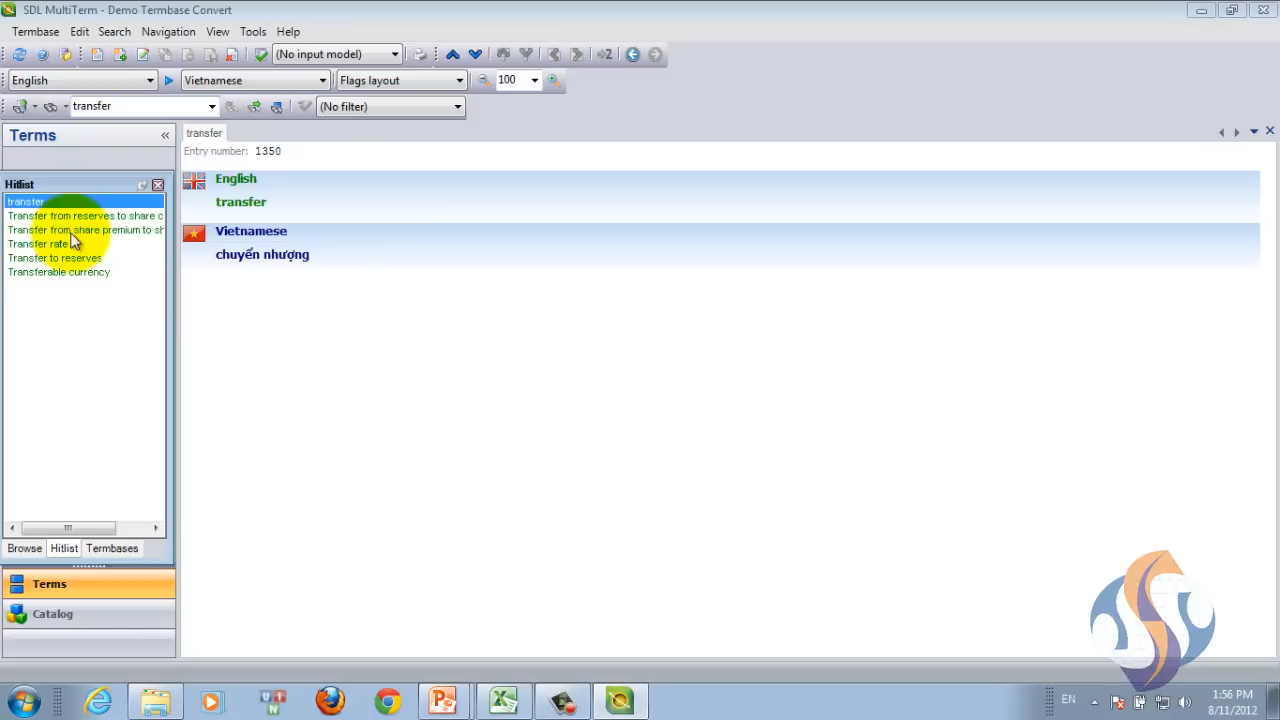 SDL MultiTerm - Demo Termbase Convert
Termbase Edit Search Navigation View Tools Help
(No input model)
English Vietnamese Flags layout 100
transfer (No filter)
Terms
transfer
Entry number: 1350
Hitlist
English
transfer
Vietnamese
chuyển nhượng
transfer
Transfer from reserves to share c
Transfer from share premium to sh
Transfer rate
Transfer to reserves
Transferable currency
Browse Hitlist Termbases
Terms
Catalog
EN
1:56 PM
8/11/2012